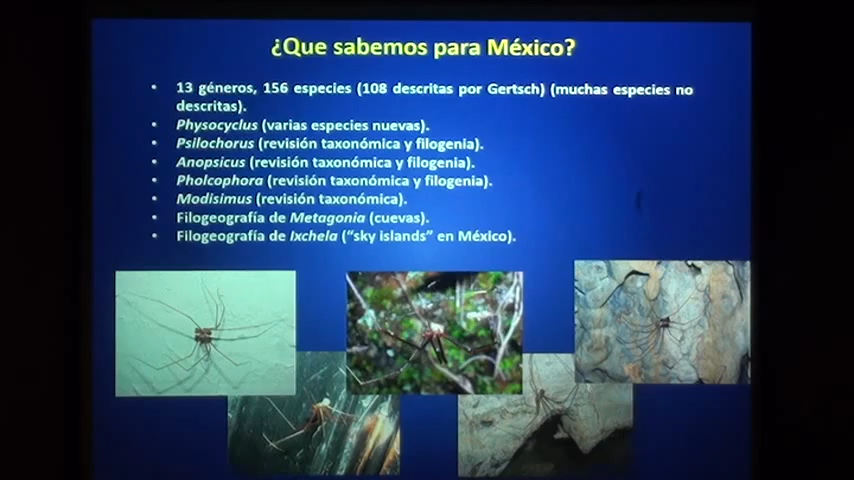 ¿Que sabemos para México?
• 13 géneros, 156 especies (108 descritas por Gertsch) (muchas especies no
descritas).
• Physocyclus (varias especies nuevas).
• Psilochorus (revisión taxonómica y filogenia).
• Anopsicus (revisión taxonómica y filogenia).
• Pholcophora (revisión taxonómica y filogenia).
• Modisimus (revisión taxonómica).
• Filogeografía de Metagonia (cuevas).
• Filogeografía de Ixchela (“sky islands” en México).